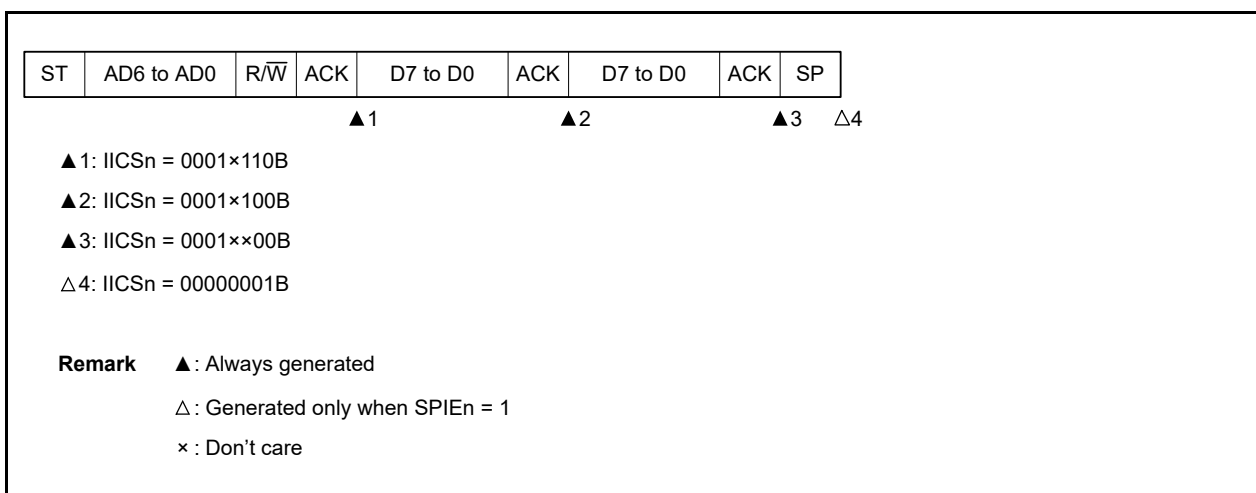 ST AD6 to AD0 R/W̅ ACK D7 to D0 ACK D7 to D0 ACK SP
▲1 ▲2 ▲3 △4
▲1: IICSn = 0001×110B
▲2: IICSn = 0001×100B
▲3: IICSn = 0001××00B
△4: IICSn = 00000001B
Remark ▲: Always generated
△: Generated only when SPIEn = 1
×: Don't care